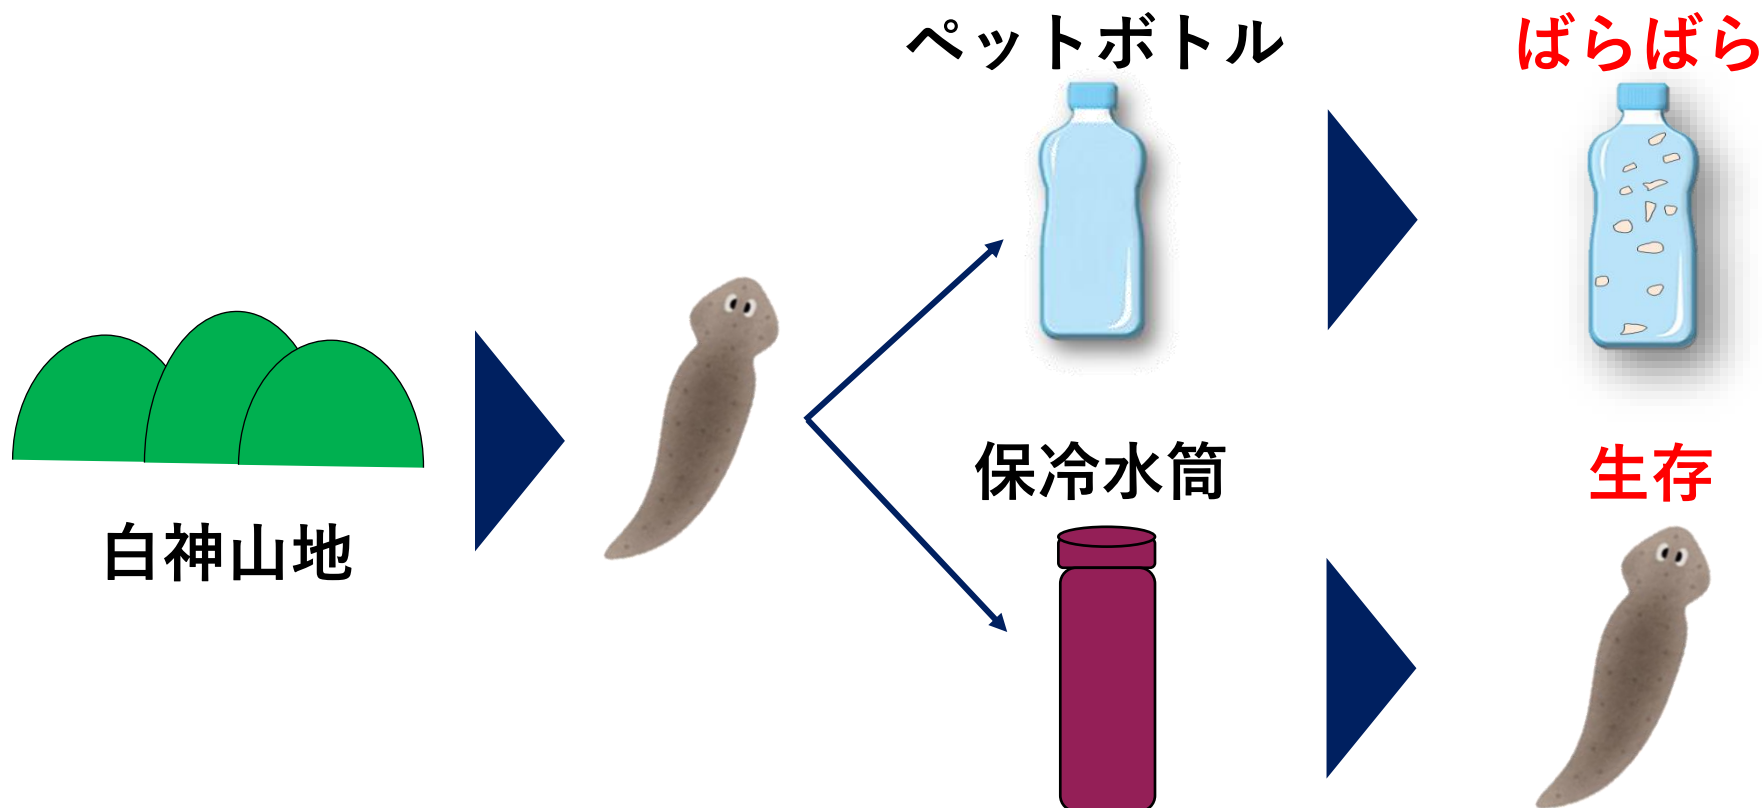 ペットボトル
ばらばら
白神山地
保冷水筒
生存